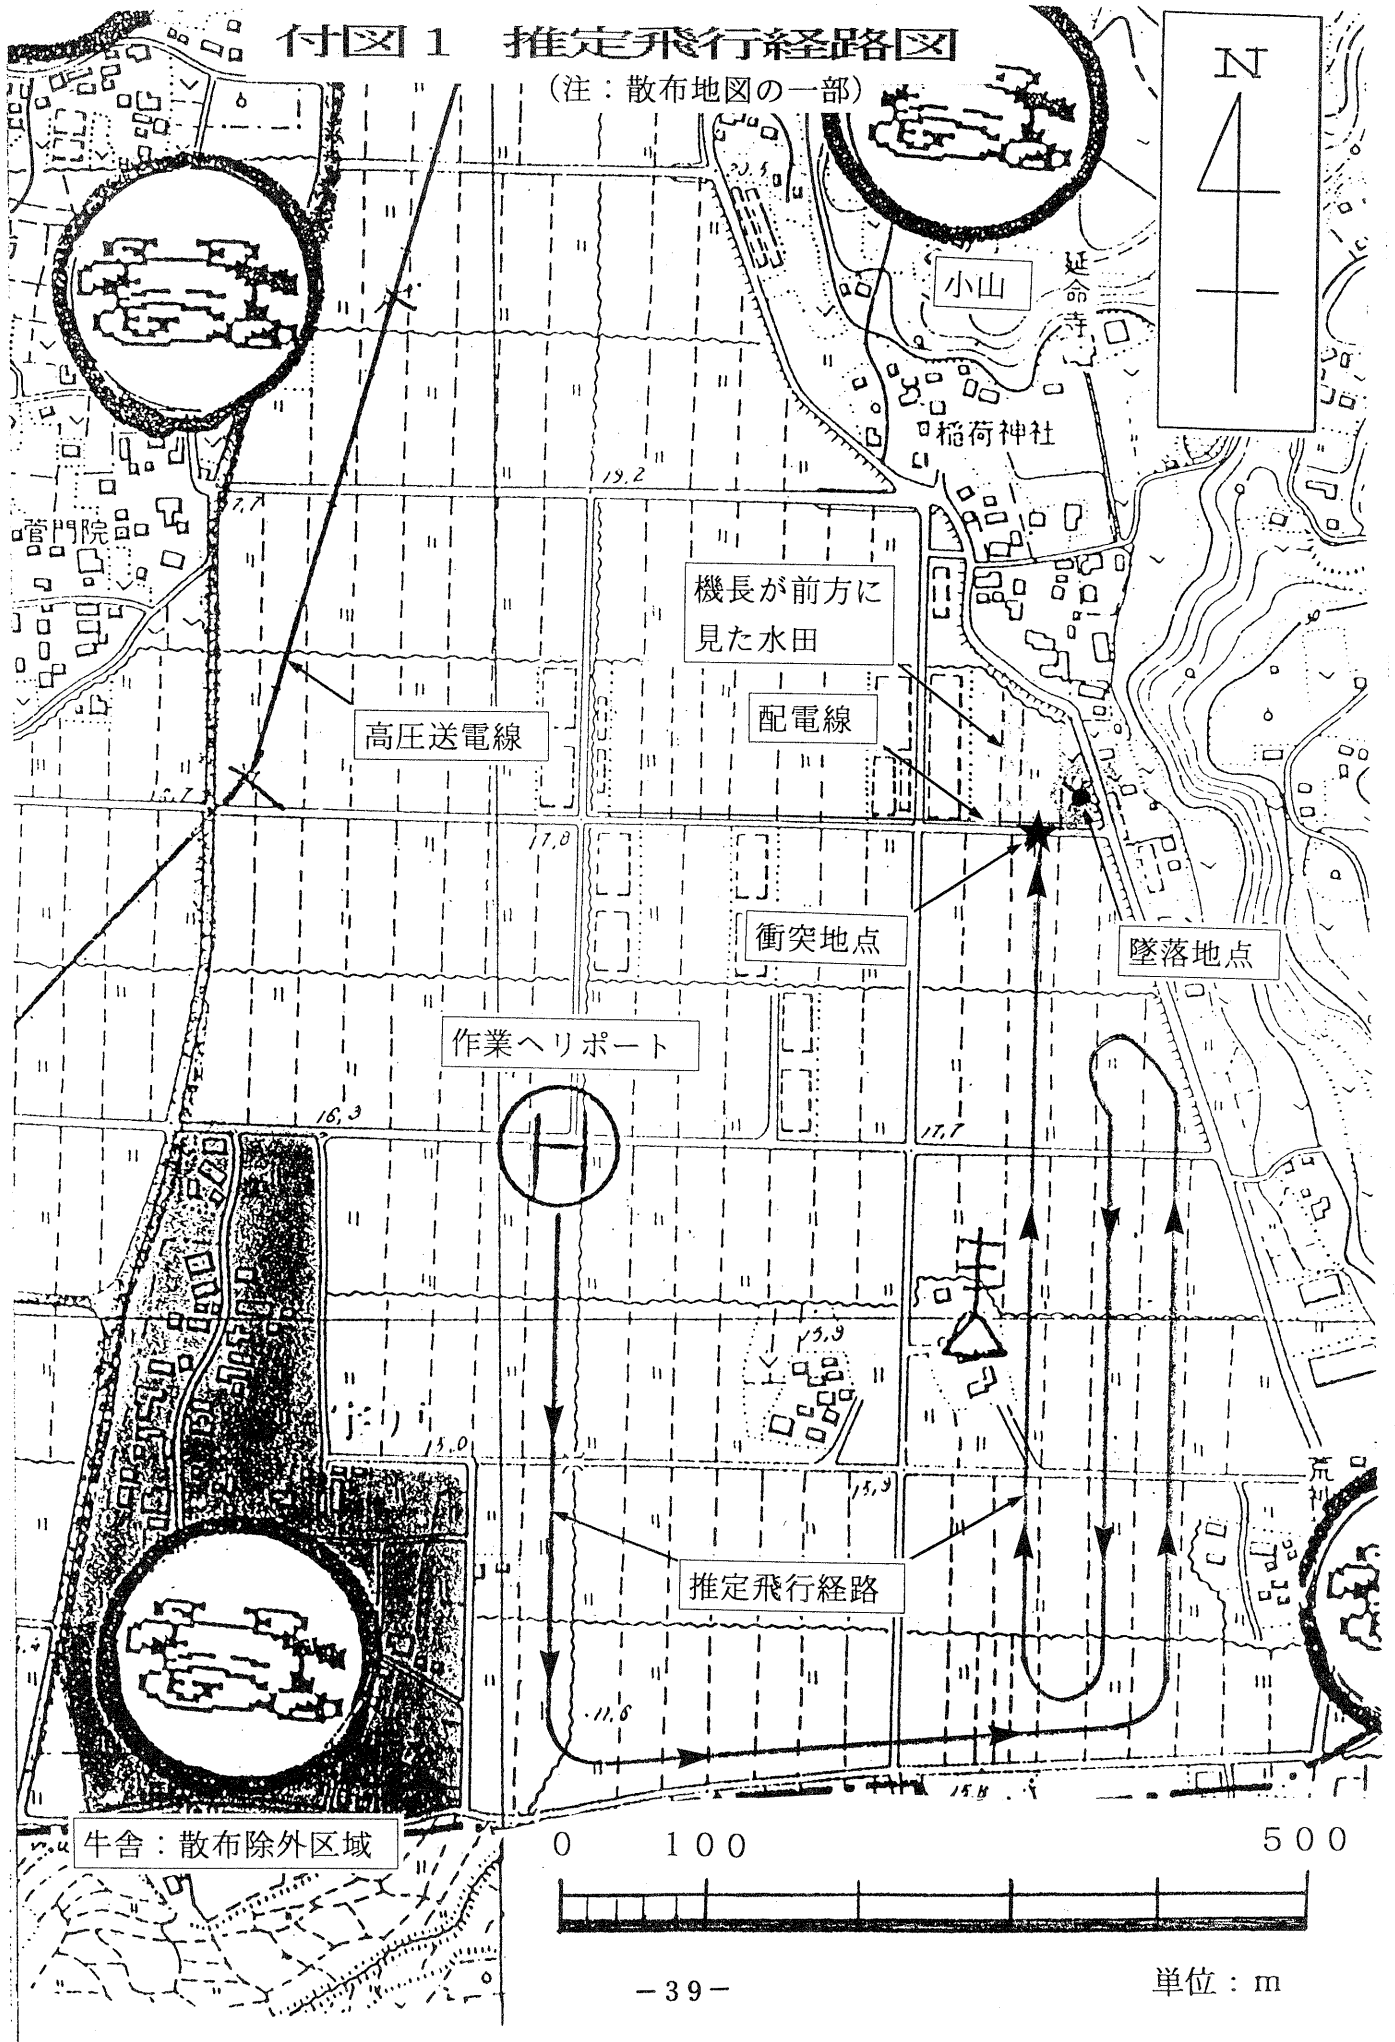 付図1 推定飛行経路図
(注：散布地図の一部)
N
小山
延命寺
稲荷神社
19.2
菅門院
機長が前方に
見た水田
配電線
高圧送電線
17.8
衝突地点
墜落地点
作業ヘリポート
16.3
17.7
H
15.9
15.0
15.9
推定飛行経路
11.6
15.8
牛舎：散布除外区域
0 100 500
単位：m
-39-